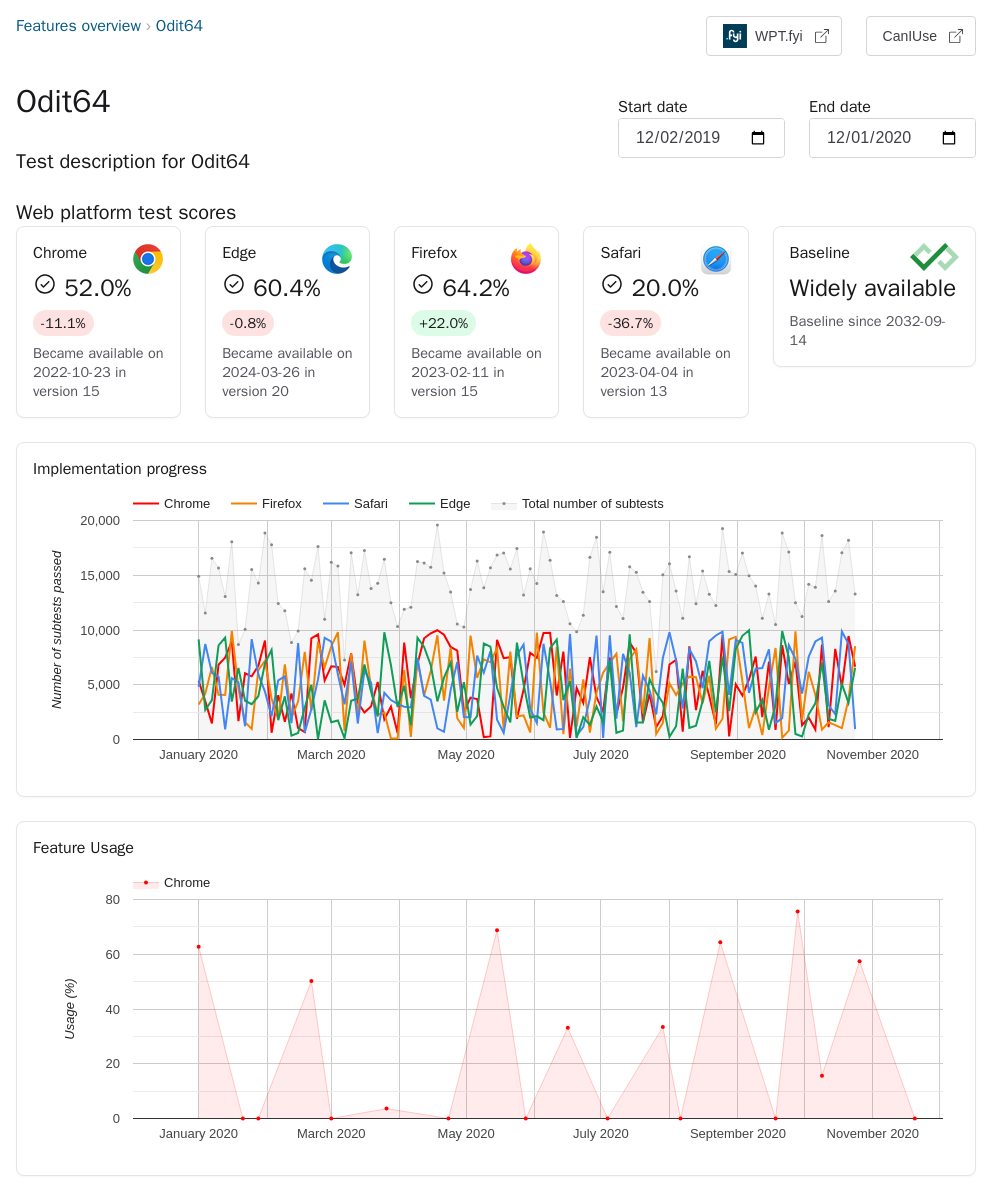 Features overview › Odit64
.fyi WPT.fyi
CanIUse
Odit64
Start date
End date
12/02/2019
12/01/2020
Test description for Odit64
Web platform test scores
Chrome
52.0%
-11.1%
Became available on
2022-10-23 in
version 15
Edge
60.4%
-0.8%
Became available on
2024-03-26 in
version 20
Firefox
64.2%
+22.0%
Became available on
2023-02-11 in
version 15
Safari
20.0%
-36.7%
Became available on
2023-04-04 in
version 13
Baseline
Widely available
Baseline since 2032-09-
14
Implementation progress
Chrome Firefox Safari Edge Total number of subtests
Number of subtests passed
20,000
15,000
10,000
5,000
0
January 2020 March 2020 May 2020 July 2020 September 2020 November 2020
Feature Usage
Chrome
Usage (%)
80
60
40
20
0
January 2020 March 2020 May 2020 July 2020 September 2020 November 2020